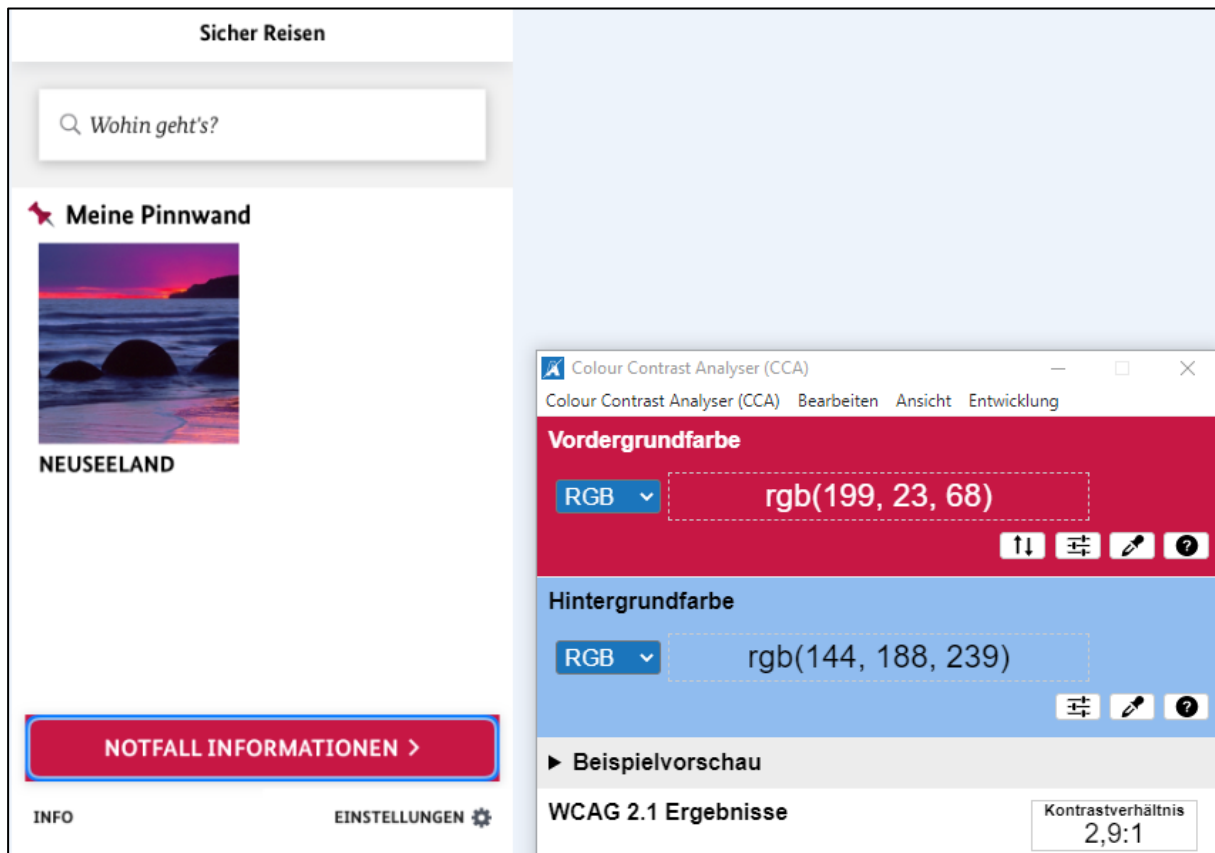 Sicher Reisen
Wohin geht's?
Meine Pinnwand
NEUSEELAND
NOTFALL INFORMATIONEN >
INFO
EINSTELLUNGEN
Colour Contrast Analyser (CCA)
Colour Contrast Analyser (CCA) Bearbeiten Ansicht Entwicklung
Vordergrundfarbe
RGB rgb(199, 23, 68)
Hintergrundfarbe
RGB rgb(144, 188, 239)
Beispielvorschau
WCAG 2.1 Ergebnisse
Kontrastverhältnis
2,9:1